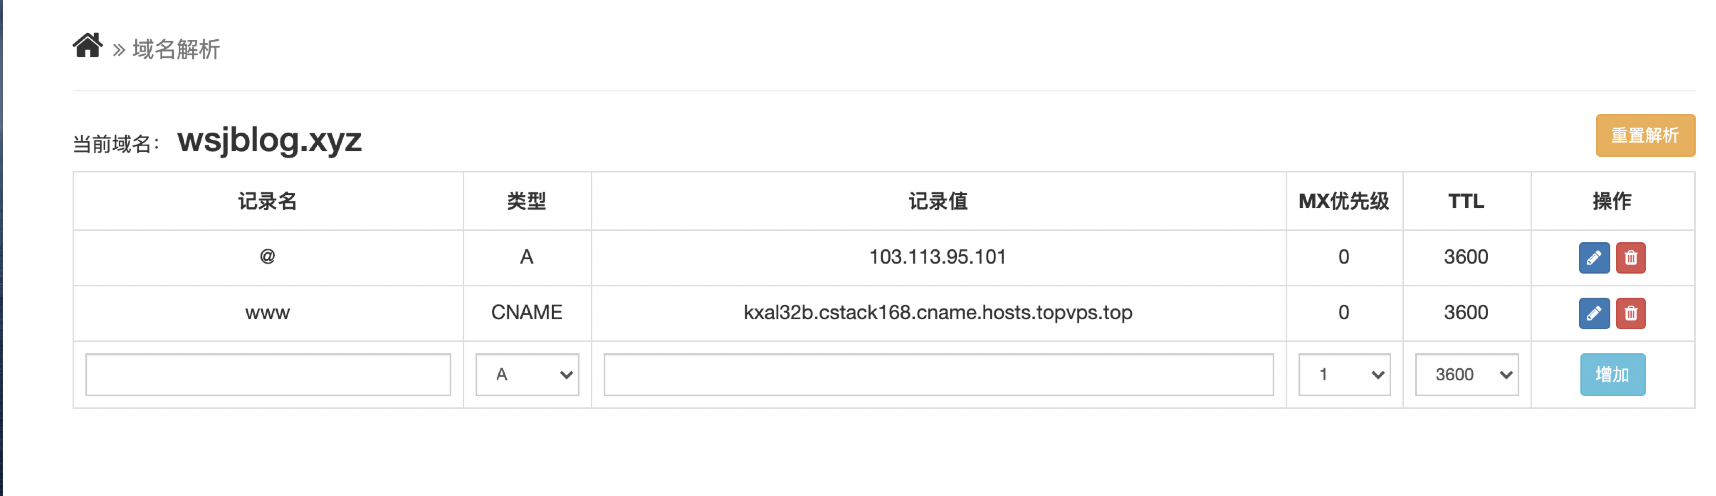 » 域名解析
当前域名： wsjblog.xyz
重置解析
记录名 类型 记录值 MX优先级 TTL 操作
@ A 103.113.95.101 0 3600
www CNAME kxal32b.cstack168.cname.hosts.topvps.top 0 3600
A 1 3600 增加